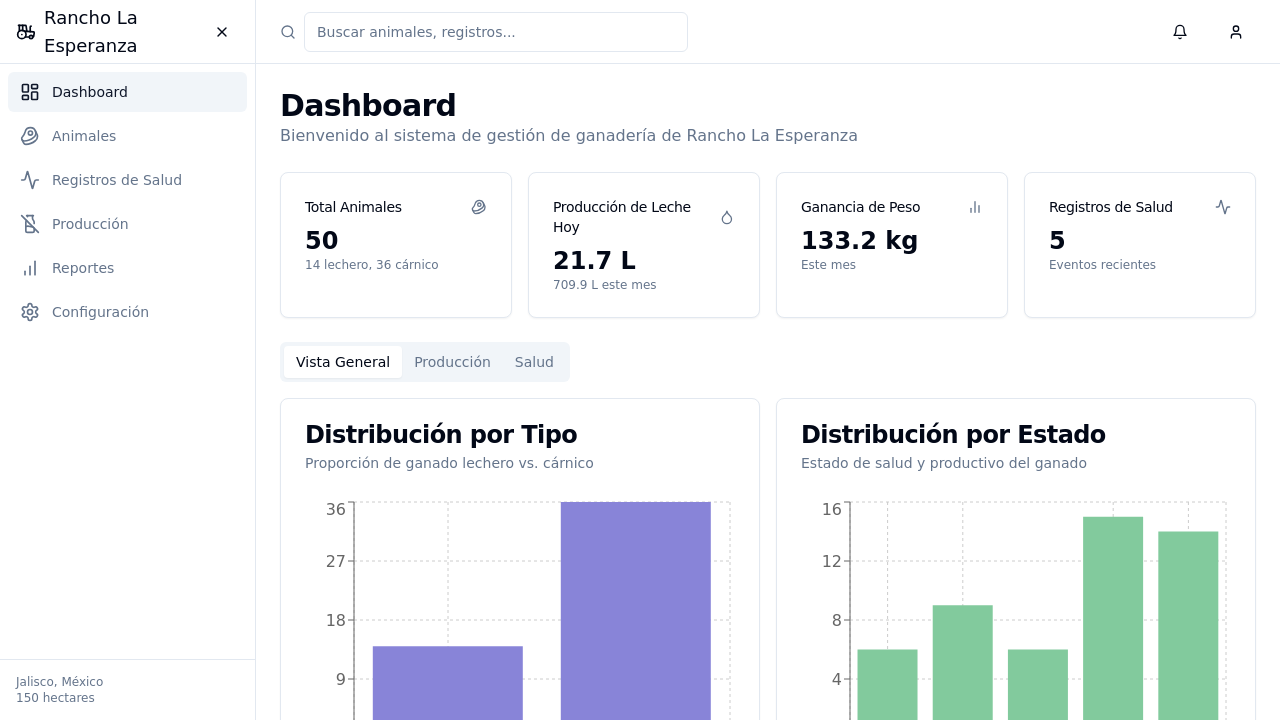 Rancho La
Esperanza
Buscar animales, registros...
Dashboard
Animales
Registros de Salud
Producción
Reportes
Configuración
Jalisco, México
150 hectares
Dashboard
Bienvenido al sistema de gestión de ganadería de Rancho La Esperanza
Total Animales
50
14 lechero, 36 cárnico
Producción de Leche
Hoy
21.7 L
709.9 L este mes
Ganancia de Peso
133.2 kg
Este mes
Registros de Salud
5
Eventos recientes
Vista General
Producción
Salud
Distribución por Tipo
Proporción de ganado lechero vs. cárnico
36
27
18
9
Distribución por Estado
Estado de salud y productivo del ganado
16
12
8
4